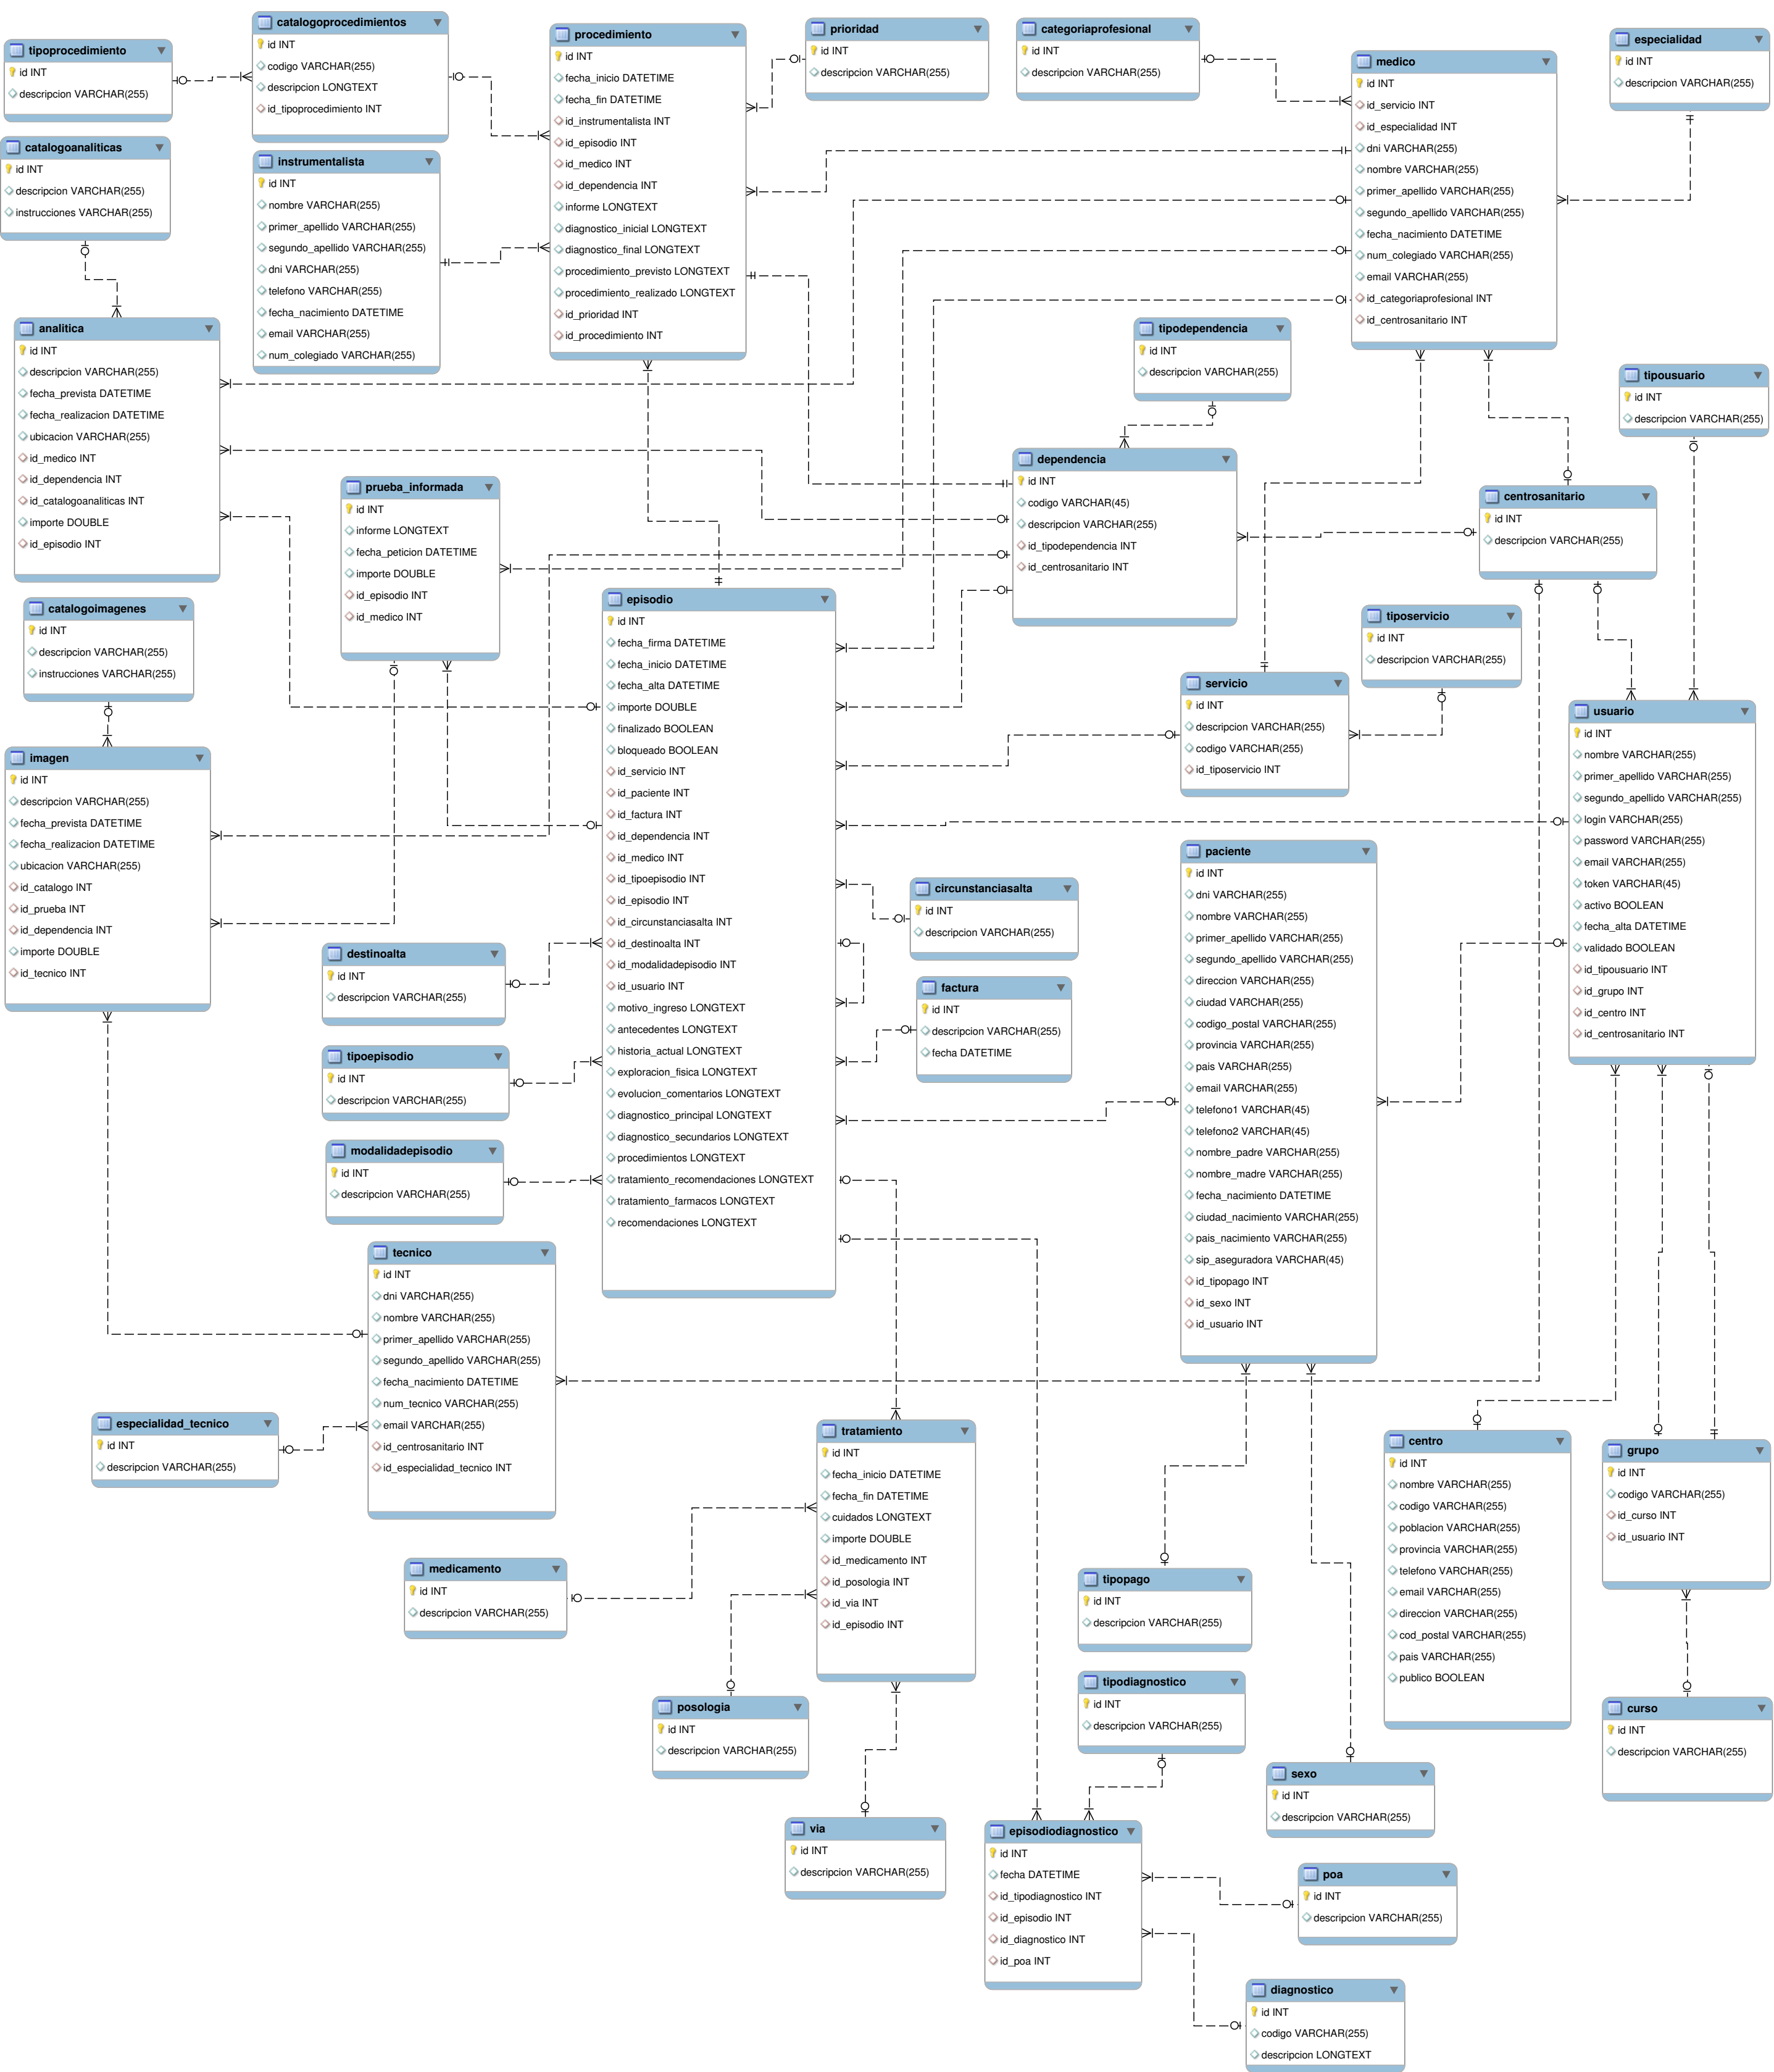 tipoprocedimiento
id INT
descripcion VARCHAR(255)
catalogoprocedimientos
id INT
codigo VARCHAR(255)
descripcion LONGTEXT
id_tipoprocedimiento INT
procedimiento
id INT
fecha_inicio DATETIME
fecha_fin DATETIME
id_instrumentalista INT
id_episodio INT
id_medico INT
id_dependencia INT
informe LONGTEXT
diagnostico_inicial LONGTEXT
diagnostico_final LONGTEXT
procedimiento_previsto LONGTEXT
procedimiento_realizado LONGTEXT
id_prioridad INT
id_procedimiento INT
prioridad
id INT
descripcion VARCHAR(255)
categoriaprofesional
id INT
descripcion VARCHAR(255)
medico
id INT
id_servicio INT
id_especialidad INT
dni VARCHAR(255)
nombre VARCHAR(255)
primer_apellido VARCHAR(255)
segundo_apellido VARCHAR(255)
fecha_nacimiento DATETIME
num_colegiado VARCHAR(255)
email VARCHAR(255)
id_categoriaprofesional INT
id_centrosanitario INT
especialidad
id INT
descripcion VARCHAR(255)
catalogoanaliticas
id INT
descripcion VARCHAR(255)
instrucciones VARCHAR(255)
instrumentalista
id INT
nombre VARCHAR(255)
primer_apellido VARCHAR(255)
segundo_apellido VARCHAR(255)
dni VARCHAR(255)
telefono VARCHAR(255)
fecha_nacimiento DATETIME
email VARCHAR(255)
num_colegiado VARCHAR(255)
analitica
id INT
descripcion VARCHAR(255)
fecha_prevista DATETIME
fecha_realizacion DATETIME
ubicacion VARCHAR(255)
id_medico INT
id_dependencia INT
id_catalogoanaliticas INT
importe DOUBLE
id_episodio INT
tipodependencia
id INT
descripcion VARCHAR(255)
tipousuario
id INT
descripcion VARCHAR(255)
dependencia
id INT
codigo VARCHAR(45)
descripcion VARCHAR(255)
id_tipodependencia INT
id_centrosanitario INT
prueba_informada
id INT
informe LONGTEXT
fecha_peticion DATETIME
importe DOUBLE
id_episodio INT
id_medico INT
centrosanitario
id INT
descripcion VARCHAR(255)
catalogoimagenes
id INT
descripcion VARCHAR(255)
instrucciones VARCHAR(255)
episodio
id INT
fecha_firma DATETIME
fecha_inicio DATETIME
fecha_alta DATETIME
importe DOUBLE
finalizado BOOLEAN
bloqueado BOOLEAN
id_servicio INT
id_paciente INT
id_factura INT
id_dependencia INT
id_medico INT
id_tipoepisodio INT
id_episodio INT
id_circunstanciasalta INT
id_destinoalta INT
id_modalidadepisodio INT
id_usuario INT
motivo_ingreso LONGTEXT
antecedentes LONGTEXT
historia_actual LONGTEXT
exploracion_fisica LONGTEXT
evolucion_comentarios LONGTEXT
diagnostico_principal LONGTEXT
diagnostico_secundarios LONGTEXT
procedimientos LONGTEXT
tratamiento_recomendaciones LONGTEXT
tratamiento_farmacos LONGTEXT
recomendaciones LONGTEXT
tiposervicio
id INT
descripcion VARCHAR(255)
servicio
id INT
descripcion VARCHAR(255)
codigo VARCHAR(255)
id_tiposervicio INT
usuario
id INT
nombre VARCHAR(255)
primer_apellido VARCHAR(255)
segundo_apellido VARCHAR(255)
login VARCHAR(255)
password VARCHAR(255)
email VARCHAR(255)
token VARCHAR(45)
activo BOOLEAN
fecha_alta DATETIME
validado BOOLEAN
id_tipousuario INT
id_grupo INT
id_centro INT
id_centrosanitario INT
imagen
id INT
descripcion VARCHAR(255)
fecha_prevista DATETIME
fecha_realizacion DATETIME
ubicacion VARCHAR(255)
id_catalogo INT
id_prueba INT
id_dependencia INT
importe DOUBLE
id_tecnico INT
paciente
id INT
dni VARCHAR(255)
nombre VARCHAR(255)
primer_apellido VARCHAR(255)
segundo_apellido VARCHAR(255)
direccion VARCHAR(255)
ciudad VARCHAR(255)
codigo_postal VARCHAR(255)
provincia VARCHAR(255)
pais VARCHAR(255)
email VARCHAR(255)
telefono1 VARCHAR(45)
telefono2 VARCHAR(45)
nombre_padre VARCHAR(255)
nombre_madre VARCHAR(255)
fecha_nacimiento DATETIME
ciudad_nacimiento VARCHAR(255)
pais_nacimiento VARCHAR(255)
sip_aseguradora VARCHAR(45)
id_tipopago INT
id_sexo INT
id_usuario INT
circunstanciasalta
id INT
descripcion VARCHAR(255)
destinoalta
id INT
descripcion VARCHAR(255)
factura
id INT
descripcion VARCHAR(255)
fecha DATETIME
tipoepisodio
id INT
descripcion VARCHAR(255)
modalidadepisodio
id INT
descripcion VARCHAR(255)
tecnico
id INT
dni VARCHAR(255)
nombre VARCHAR(255)
primer_apellido VARCHAR(255)
segundo_apellido VARCHAR(255)
fecha_nacimiento DATETIME
num_tecnico VARCHAR(255)
email VARCHAR(255)
id_centrosanitario INT
id_especialidad_tecnico INT
especialidad_tecnico
id INT
descripcion VARCHAR(255)
tratamiento
id INT
fecha_inicio DATETIME
fecha_fin DATETIME
cuidados LONGTEXT
importe DOUBLE
id_medicamento INT
id_posologia INT
id_via INT
id_episodio INT
centro
id INT
nombre VARCHAR(255)
codigo VARCHAR(255)
poblacion VARCHAR(255)
provincia VARCHAR(255)
telefono VARCHAR(255)
email VARCHAR(255)
direccion VARCHAR(255)
cod_postal VARCHAR(255)
pais VARCHAR(255)
publico BOOLEAN
grupo
id INT
codigo VARCHAR(255)
id_curso INT
id_usuario INT
medicamento
id INT
descripcion VARCHAR(255)
tipopago
id INT
descripcion VARCHAR(255)
tipodiagnostico
id INT
descripcion VARCHAR(255)
posologia
id INT
descripcion VARCHAR(255)
curso
id INT
descripcion VARCHAR(255)
sexo
id INT
descripcion VARCHAR(255)
via
id INT
descripcion VARCHAR(255)
episodiodiagnostico
id INT
fecha DATETIME
id_tipodiagnostico INT
id_episodio INT
id_diagnostico INT
id_poa INT
poa
id INT
descripcion VARCHAR(255)
diagnostico
id INT
codigo VARCHAR(255)
descripcion LONGTEXT